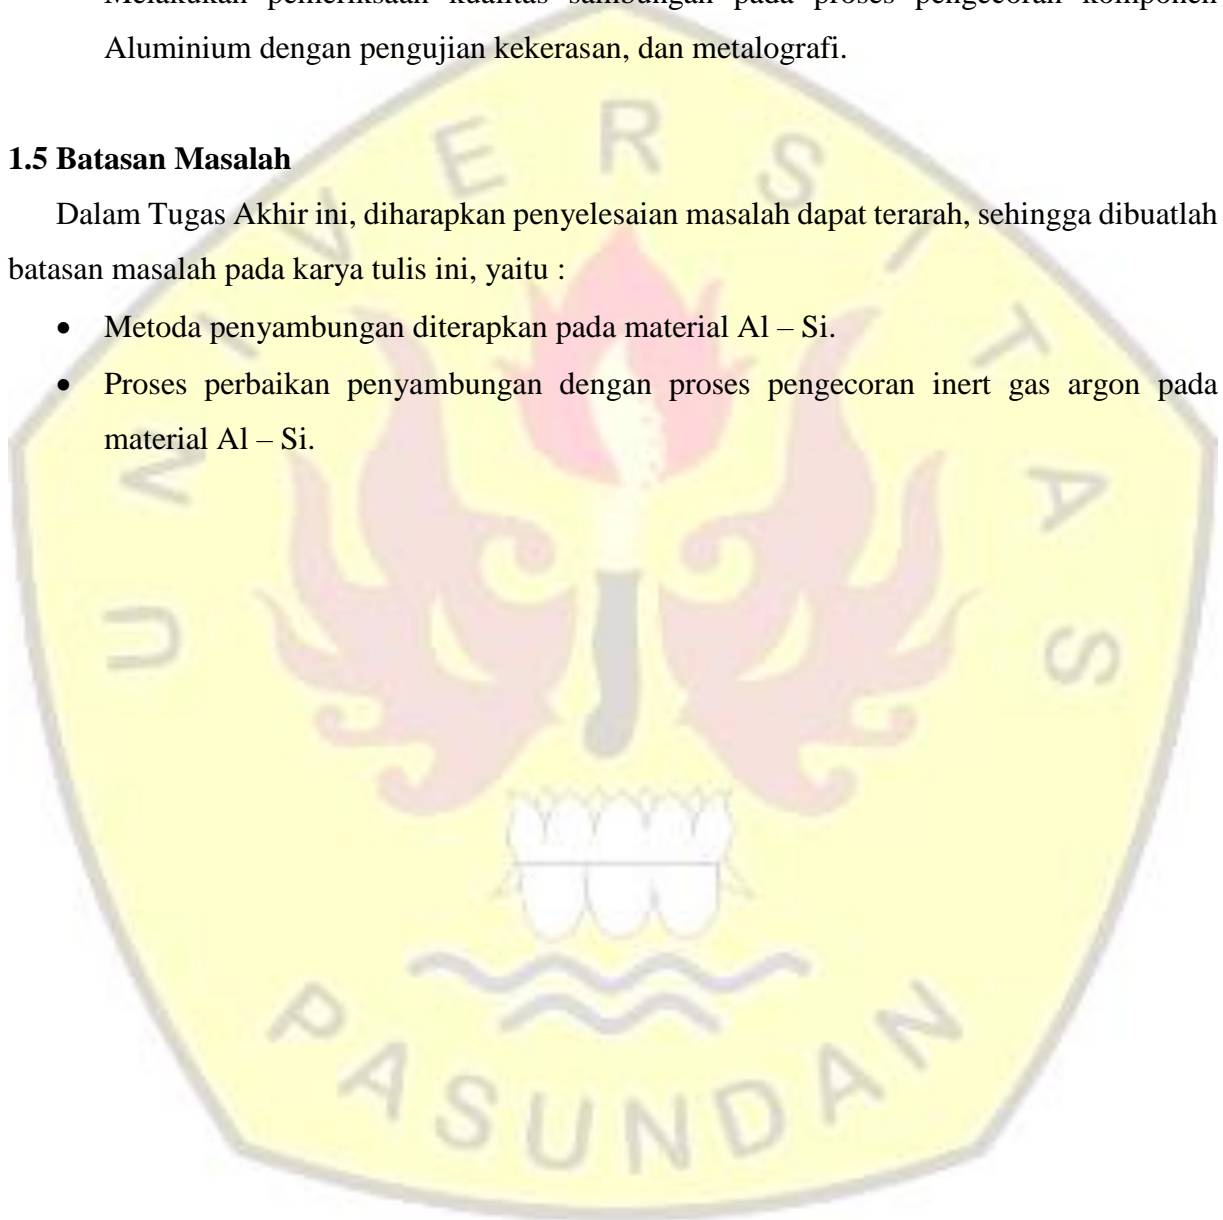 Melakukan pemeriksaan kualitas sambungan pada proses pengecoran komponen
Aluminium dengan pengujian kekerasan, dan metalografi.
1.5 Batasan Masalah
Dalam Tugas Akhir ini, diharapkan penyelesaian masalah dapat terarah, sehingga dibuatlah
batasan masalah pada karya tulis ini, yaitu :
• Metoda penyambungan diterapkan pada material Al – Si.
• Proses perbaikan penyambungan dengan proses pengecoran inert gas argon pada
material Al – Si.
UNIVERSITAS
PASUNDAN